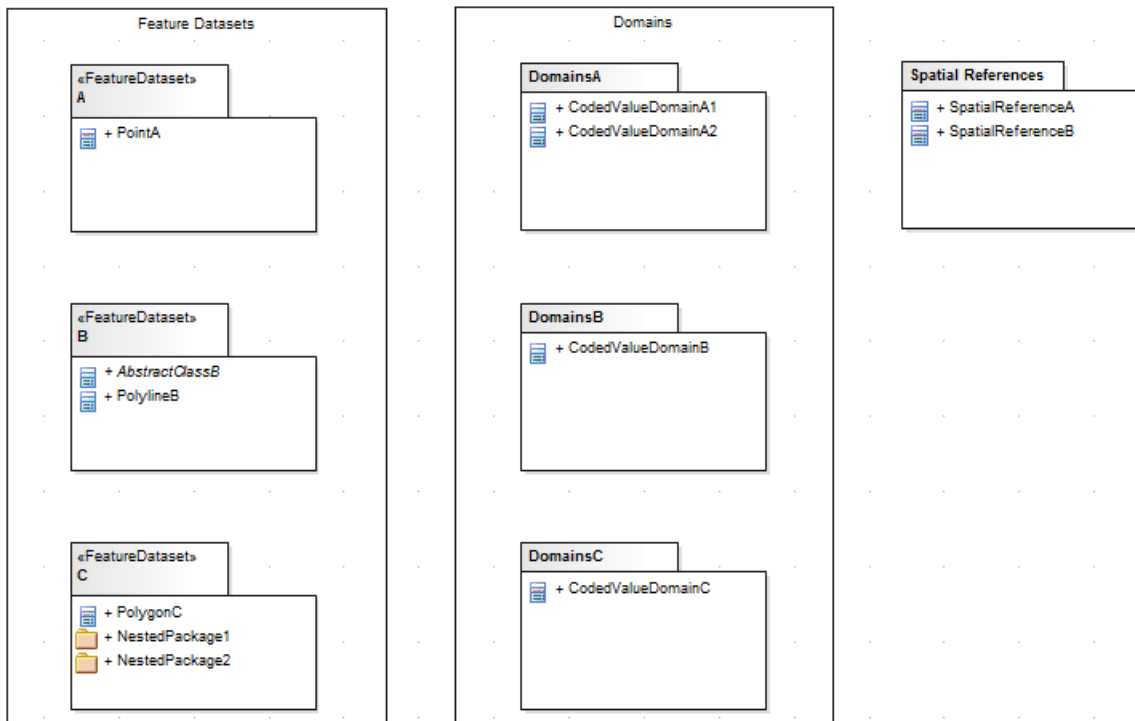 Feature Datasets
«FeatureDataset»
A
+ PointA
«FeatureDataset»
B
+ AbstractClassB
+ PolylineB
«FeatureDataset»
C
+ PolygonC
+ NestedPackage1
+ NestedPackage2
Domains
DomainsA
+ CodedValueDomainA1
+ CodedValueDomainA2
DomainsB
+ CodedValueDomainB
DomainsC
+ CodedValueDomainC
Spatial References
+ SpatialReferenceA
+ SpatialReferenceB